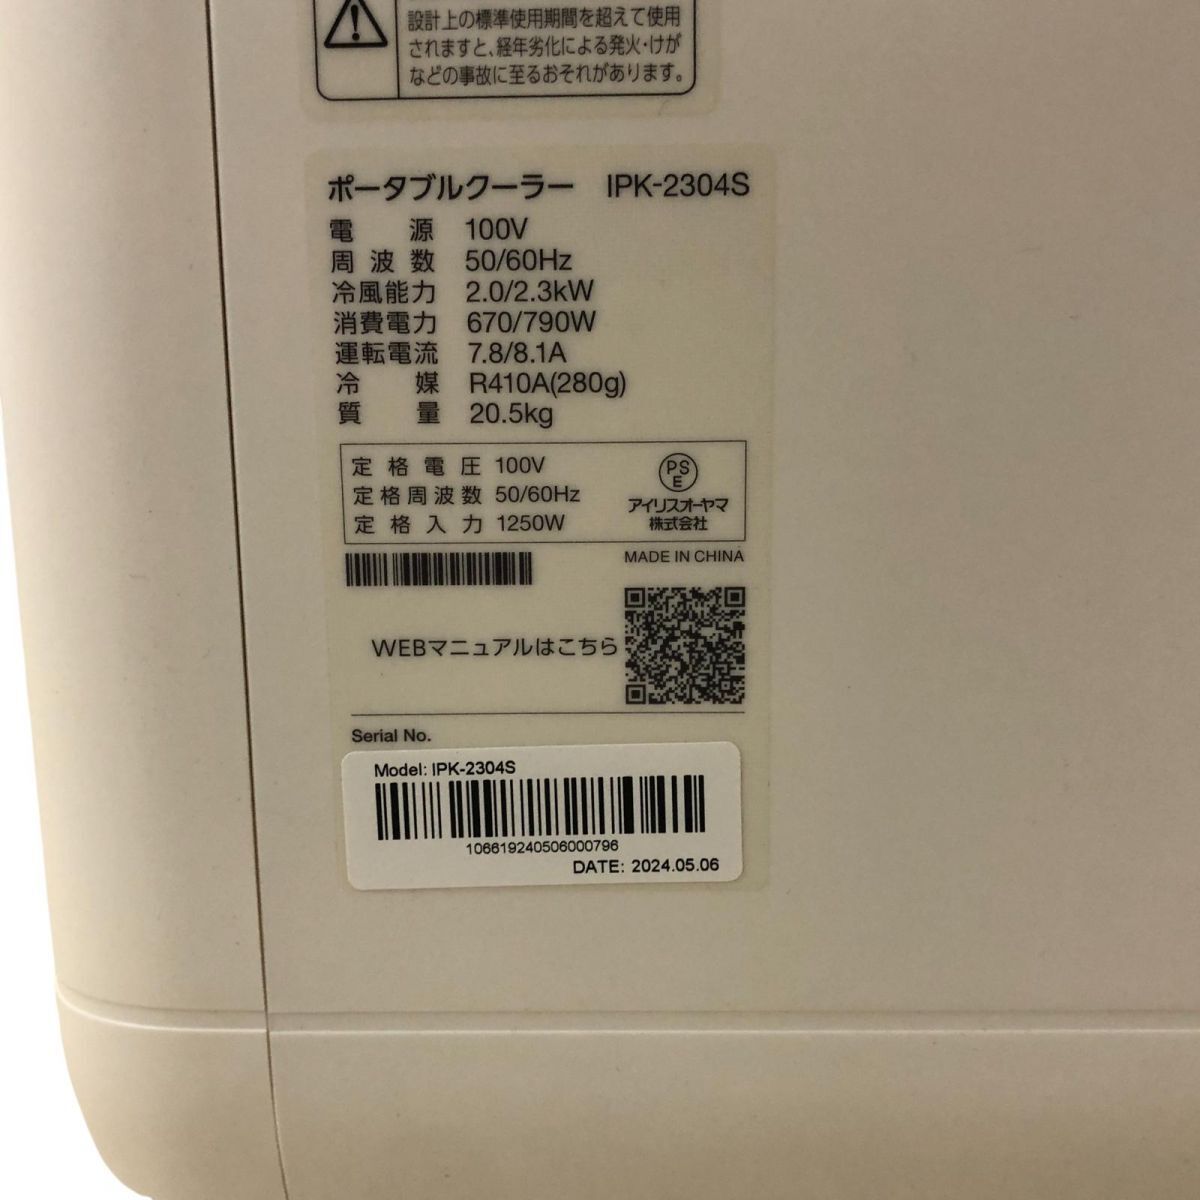 設計上の標準使用期間を超えて使用
されますと、経年劣化による発火・けが
などの事故に至るおそれがあります。
ポータブルクーラー IPK-2304S
電源 100V
周波数 50/60Hz
冷風能力 2.0/2.3kW
消費電力 670/790W
運転電流 7.8/8.1A
冷媒 R410A(280g)
質量 20.5kg
定格電圧 100V
定格周波数 50/60Hz
定格入力 1250W
PS
E
アイリスオーヤマ
株式会社
MADE IN CHINA
WEBマニュアルはこちら
Serial No.
Model: IPK-2304S
106619240506000796
DATE: 2024.05.06